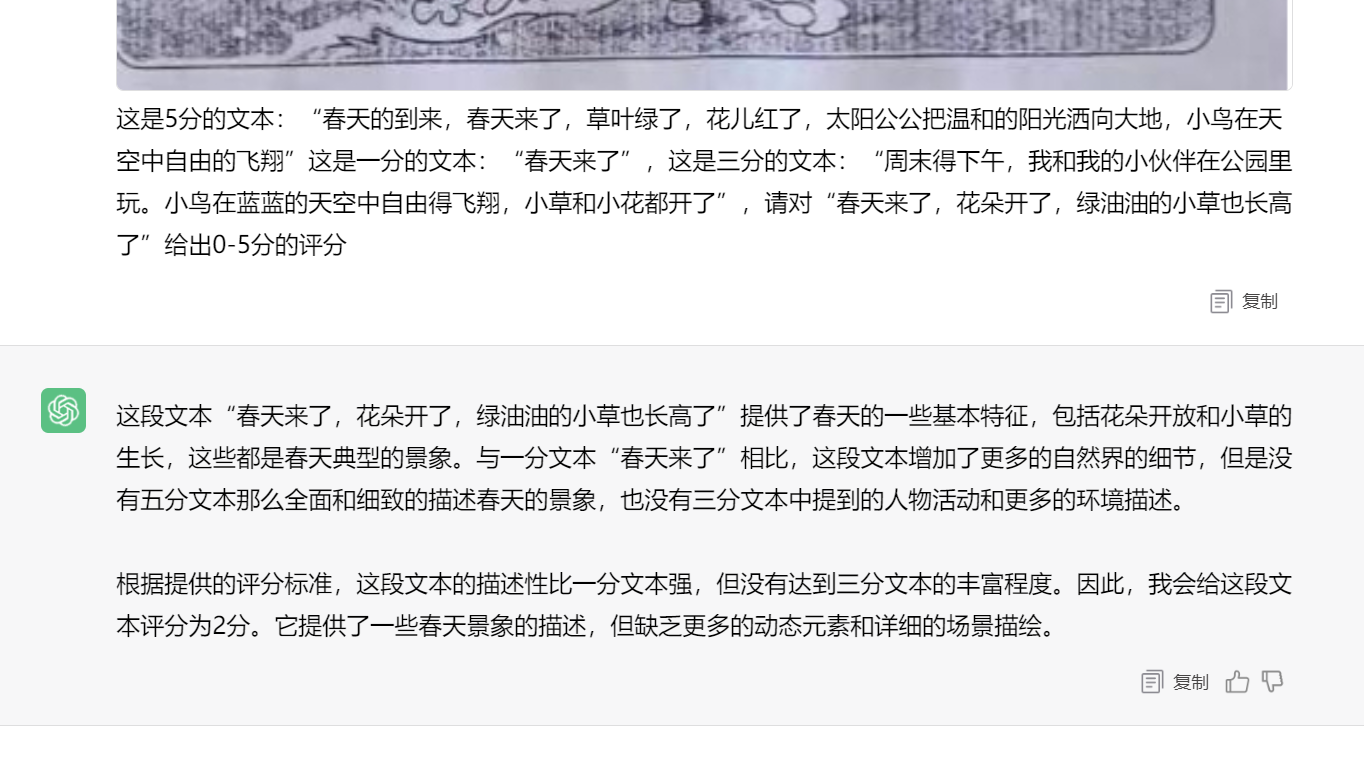 这是5分的文本：“春天的到来，春天来了，草叶绿了，花儿红了，太阳公公把温和的阳光洒向大地，小鸟在天
空中自由的飞翔”这是一分的文本：“春天来了”，这是三分的文本：“周末得下午，我和我的小伙伴在公园里
玩。小鸟在蓝蓝的天空中自由得飞翔，小草和小花都开了”，请对“春天来了，花朵开了，绿油油的小草也长高
了”给出0-5分的评分
复制
这段文本“春天来了，花朵开了，绿油油的小草也长高了”提供了春天的一些基本特征，包括花朵开放和小草的
生长，这些都是春天典型的景象。与一分文本“春天来了”相比，这段文本增加了更多的自然界的细节，但是没
有五分文本那么全面和细致的描述春天的景象，也没有三分文本中提到的人物活动和更多的环境描述。
根据提供的评分标准，这段文本的描述性比一分文本强，但没有达到三分文本的丰富程度。因此，我会给这段文
本评分为2分。它提供了一些春天景象的描述，但缺乏更多的动态元素和详细的场景描绘。
复制